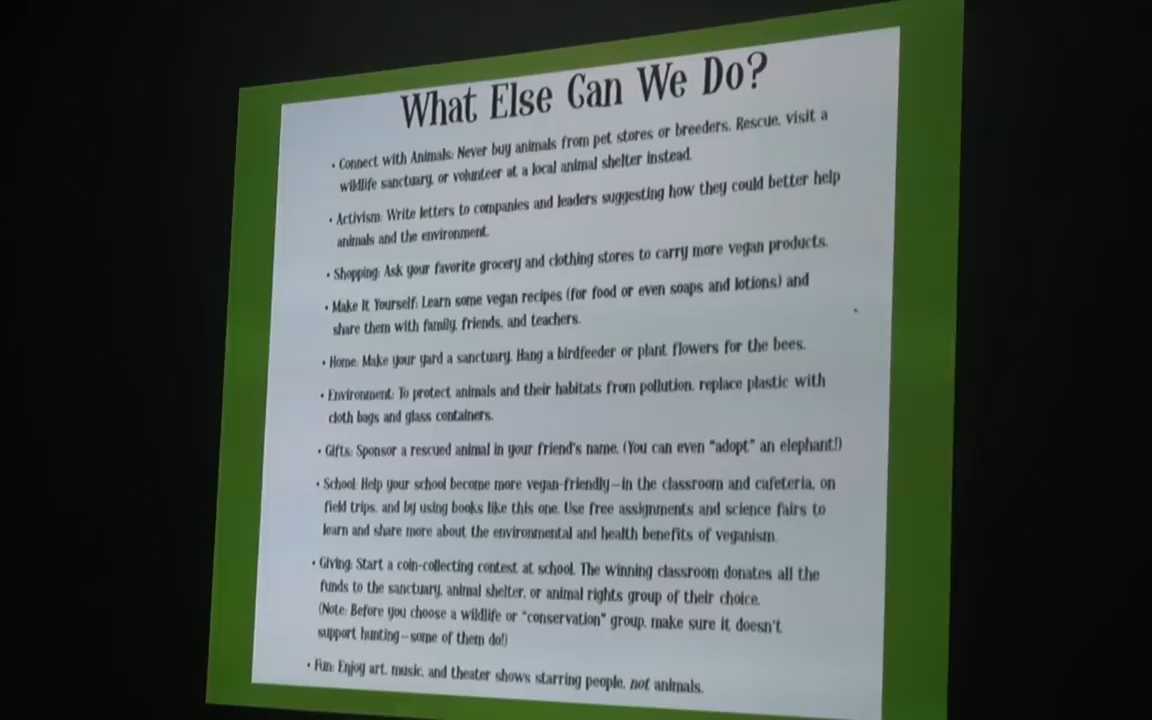 What Else Can We Do?
• Connect with Animals: Never buy animals from pet stores or breeders. Rescue, visit a
wildlife sanctuary, or volunteer at a local animal shelter instead.
• Activism: Write letters to companies and leaders suggesting how they could better help
animals and the environment.
• Shopping: Ask your favorite grocery and clothing stores to carry more vegan products.
• Make It Yourself: Learn some vegan recipes (for food or even soaps and lotions) and
share them with family, friends, and teachers.
• Home: Make your yard a sanctuary. Hang a birdfeeder or plant flowers for the bees.
• Environment: To protect animals and their habitats from pollution, replace plastic with
cloth bags and glass containers.
• Gifts: Sponsor a rescued animal in your friend's name. (You can even "adopt" an elephant!)
• School: Help your school become more vegan-friendly—in the classroom and cafeteria, on
field trips, and by using books like this one. Use free assignments and science fairs to
learn and share more about the environmental and health benefits of veganism.
• Giving: Start a coin-collecting contest at school. The winning classroom donates all the
funds to the sanctuary, animal shelter, or animal rights group of their choice.
(Note: Before you choose a wildlife or "conservation" group, make sure it doesn't
support hunting—some of them do!)
• Fun: Enjoy art, music, and theater shows starring people, not animals.